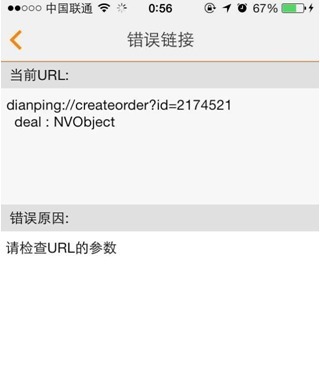 中国联通 0:56 67%
错误链接
当前URL:
dianping://createorder?id=2174521
deal : NVObject
错误原因:
请检查URL的参数